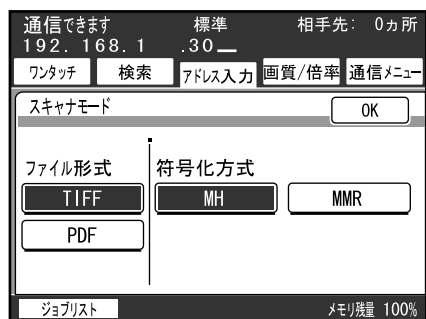 通信できます 標準 相手先: 0ヵ所
192. 168. 1 .30
ワンタッチ 検索 アドレス入力 画質/倍率 通信メニュー
スキャナモード OK
ファイル形式 符号化方式
TIFF MH MMR
PDF
ジョブリスト メモリ残量 100%